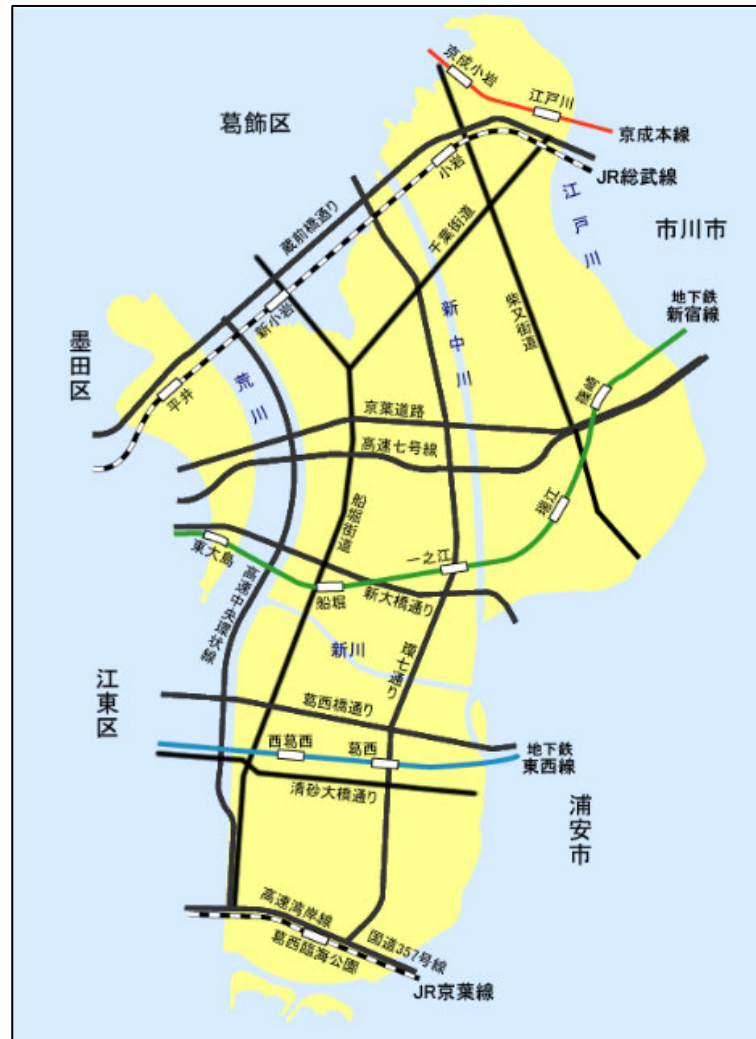 京成小岩
江戸川
京成本線
葛飾区
小岩
JR総武線
江戸川
市川市
蔵前橋通り
千葉街道
新中川
柴又街道
地下鉄
新宿線
新小岩
墨田区
平井
荒川
篠崎
京葉道路
高速七号線
瑞江
船堀街道
一之江
東大島
船堀
新大橋通り
高速中央環状線
新川
環七通り
江東区
葛西橋通り
西葛西
葛西
地下鉄
東西線
清砂大橋通り
浦安市
高速湾岸線
国道357号線
葛西臨海公園
JR京葉線